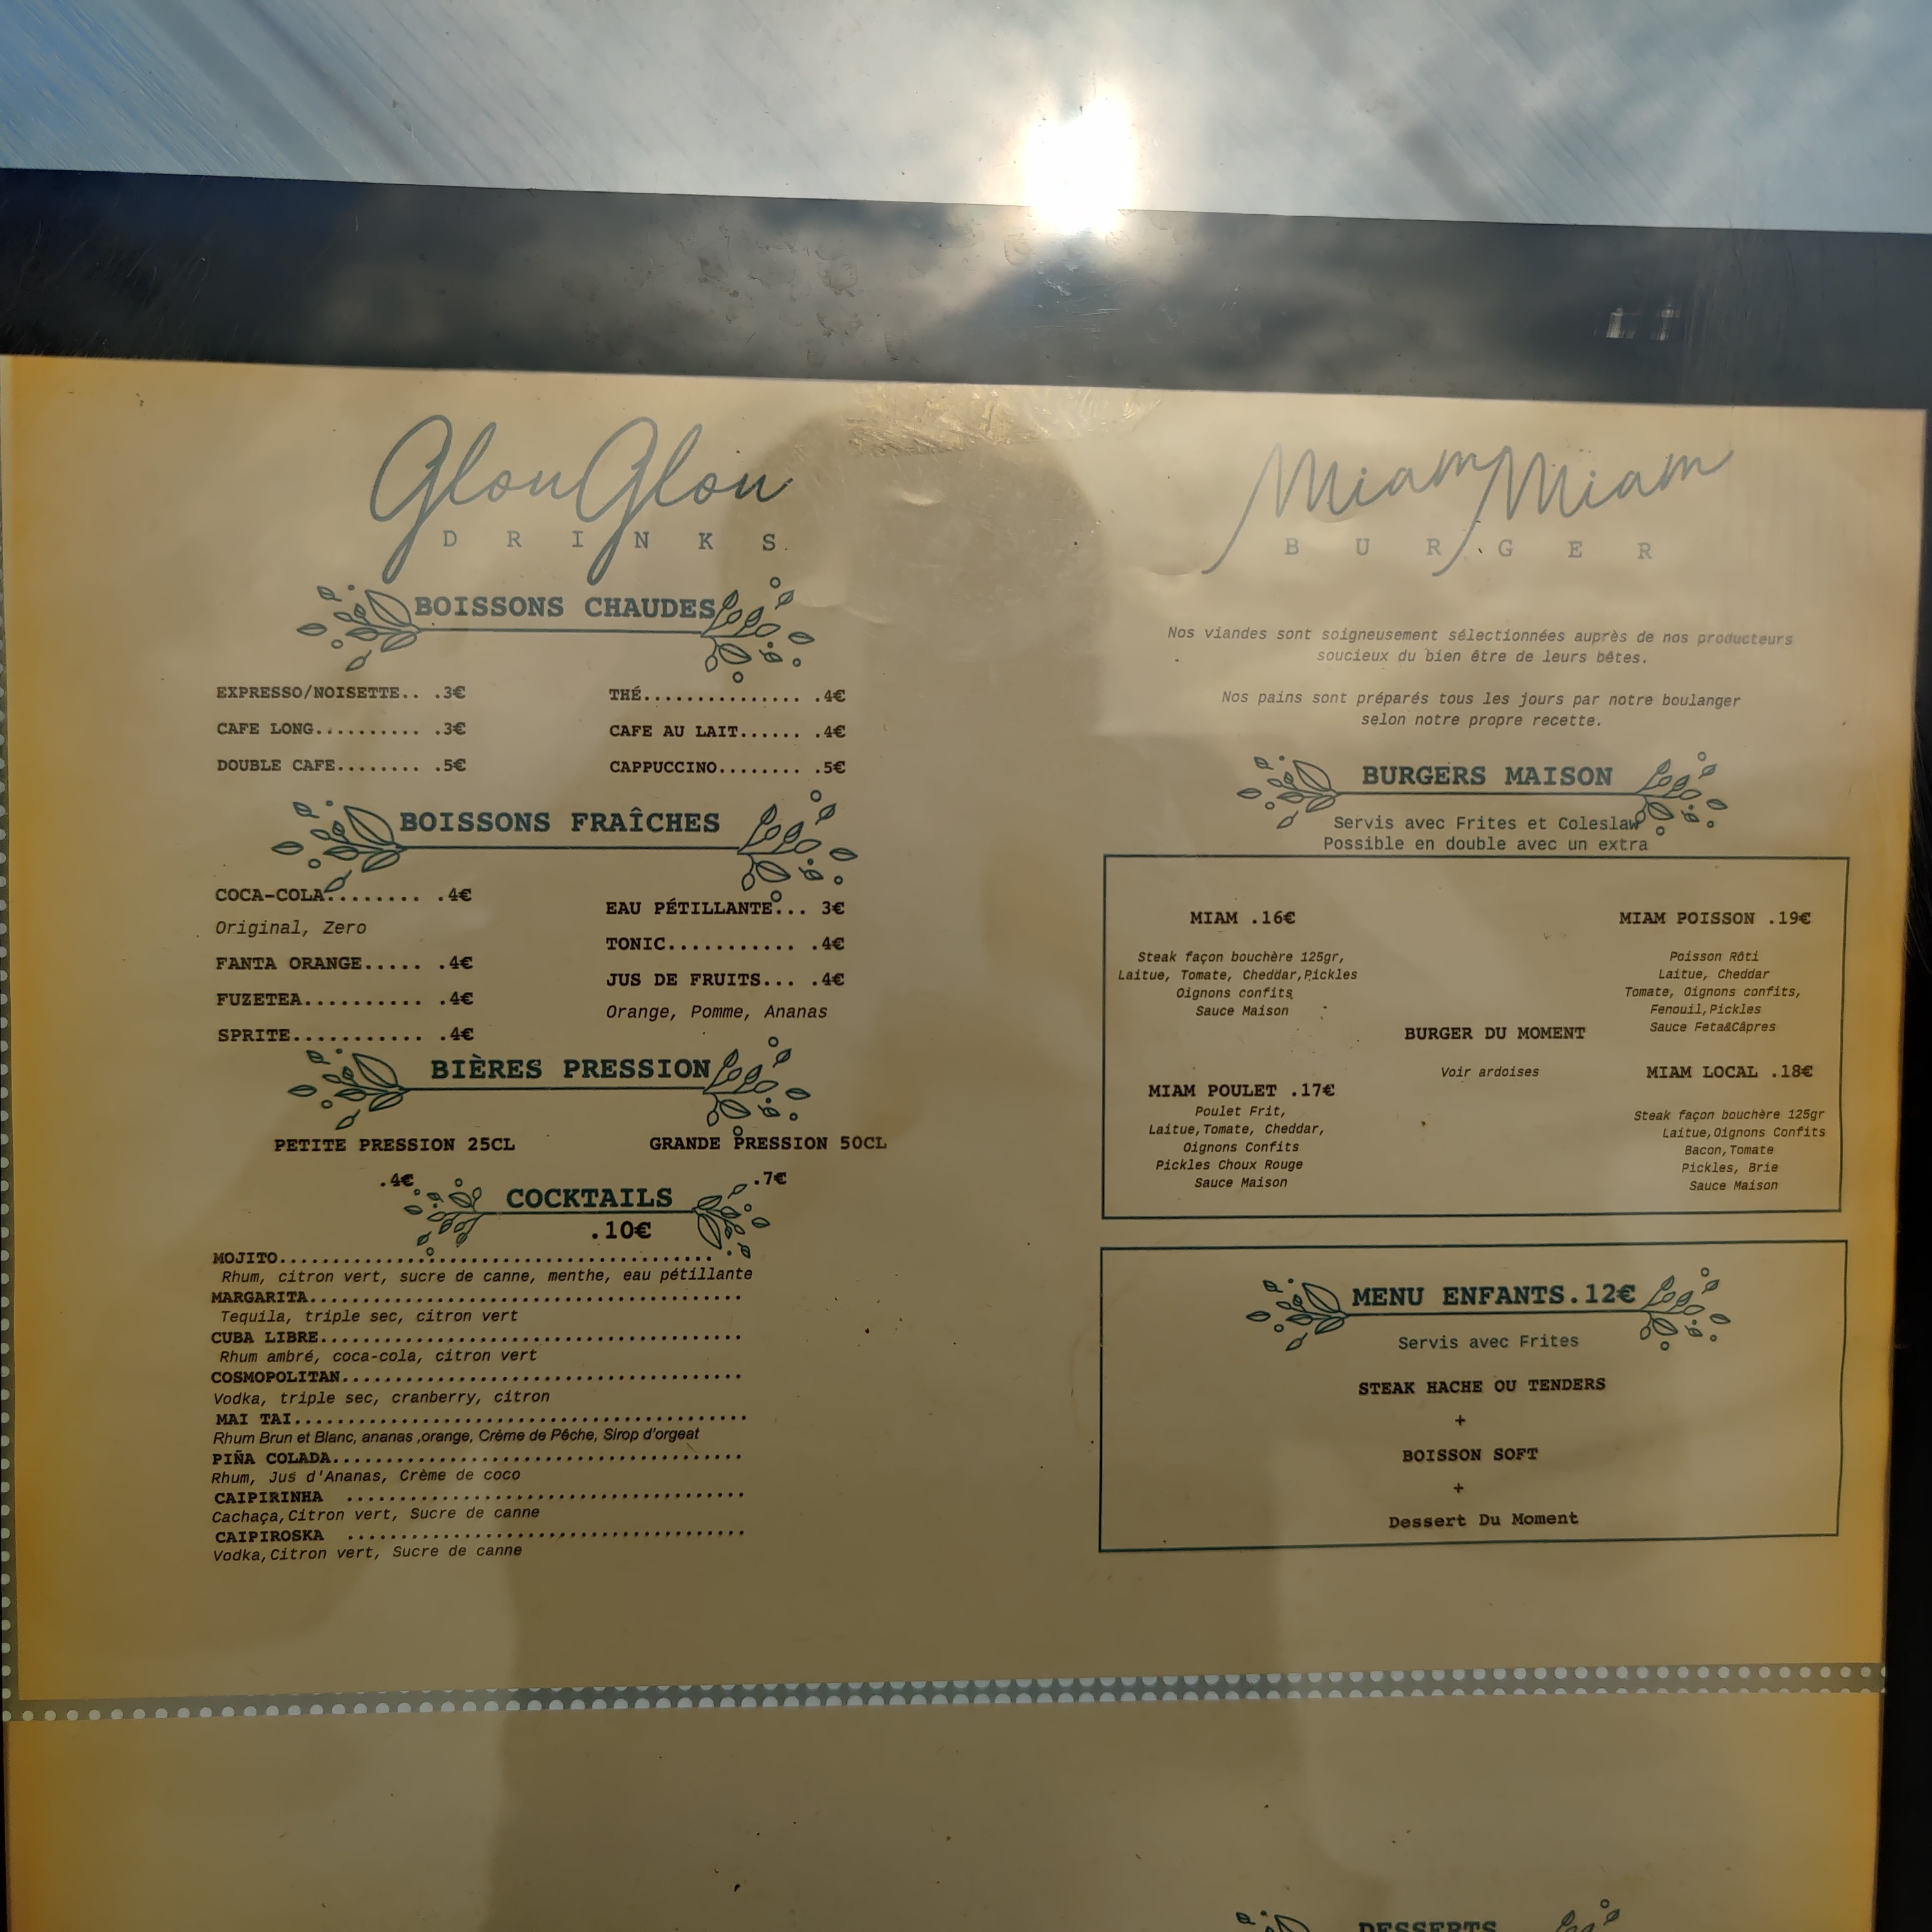 GlouGlou
DRINKS
BOISSONS CHAUDES
EXPRESSO/NOISETTE.. .3€
CAFE LONG.......... .3€
DOUBLE CAFE........ .5€
THÉ............... .4€
CAFE AU LAIT...... .4€
CAPPUCCINO........ .5€
BOISSONS FRAÎCHES
COCA-COLA......... .4€
Original, Zero
FANTA ORANGE..... .4€
FUZETEA.......... .4€
SPRITE........... .4€
EAU PÉTILLANTE... 3€
TONIC........... .4€
JUS DE FRUITS... .4€
Orange, Pomme, Ananas
BIÈRES PRESSION
PETITE PRESSION 25CL
.4€
GRANDE PRESSION 50CL
.7€
COCKTAILS
.10€
MOJITO..........................................
Rhum, citron vert, sucre de canne, menthe, eau pétillante
MARGARITA........................................
Tequila, triple sec, citron vert
CUBA LIBRE.......................................
Rhum ambré, coca-cola, citron vert
COSMOPOLITAN.....................................
Vodka, triple sec, cranberry, citron
MAI TAI..........................................
Rhum Brun et Blanc, ananas ,orange, Crème de Pêche, Sirop d'orgeat
PIÑA COLADA......................................
Rhum, Jus d'Ananas, Crème de coco
CAIPIRINHA .....................................
Cachaça,Citron vert, Sucre de canne
CAIPIROSKA .....................................
Vodka,Citron vert, Sucre de canne
MiamMiam
BURGER
Nos viandes sont soigneusement sélectionnées auprès de nos producteurs
soucieux du bien être de leurs bêtes.
Nos pains sont préparés tous les jours par notre boulanger
selon notre propre recette.
BURGERS MAISON
Servis avec Frites et Coleslaw
Possible en double avec un extra
MIAM .16€
Steak façon bouchère 125gr,
Laitue, Tomate, Cheddar,Pickles
Oignons confits
Sauce Maison
MIAM POULET .17€
Poulet Frit,
Laitue,Tomate, Cheddar,
Oignons Confits
Pickles Choux Rouge
Sauce Maison
BURGER DU MOMENT
Voir ardoises
MIAM POISSON .19€
Poisson Rôti
Laitue, Cheddar
Tomate, Oignons confits,
Fenouil,Pickles
Sauce Feta&Câpres
MIAM LOCAL .18€
Steak façon bouchère 125gr
Laitue,Oignons Confits
Bacon,Tomate
Pickles, Brie
Sauce Maison
MENU ENFANTS.12€
Servis avec Frites
STEAK HACHE OU TENDERS
+
BOISSON SOFT
+
Dessert Du Moment
DESSERTS